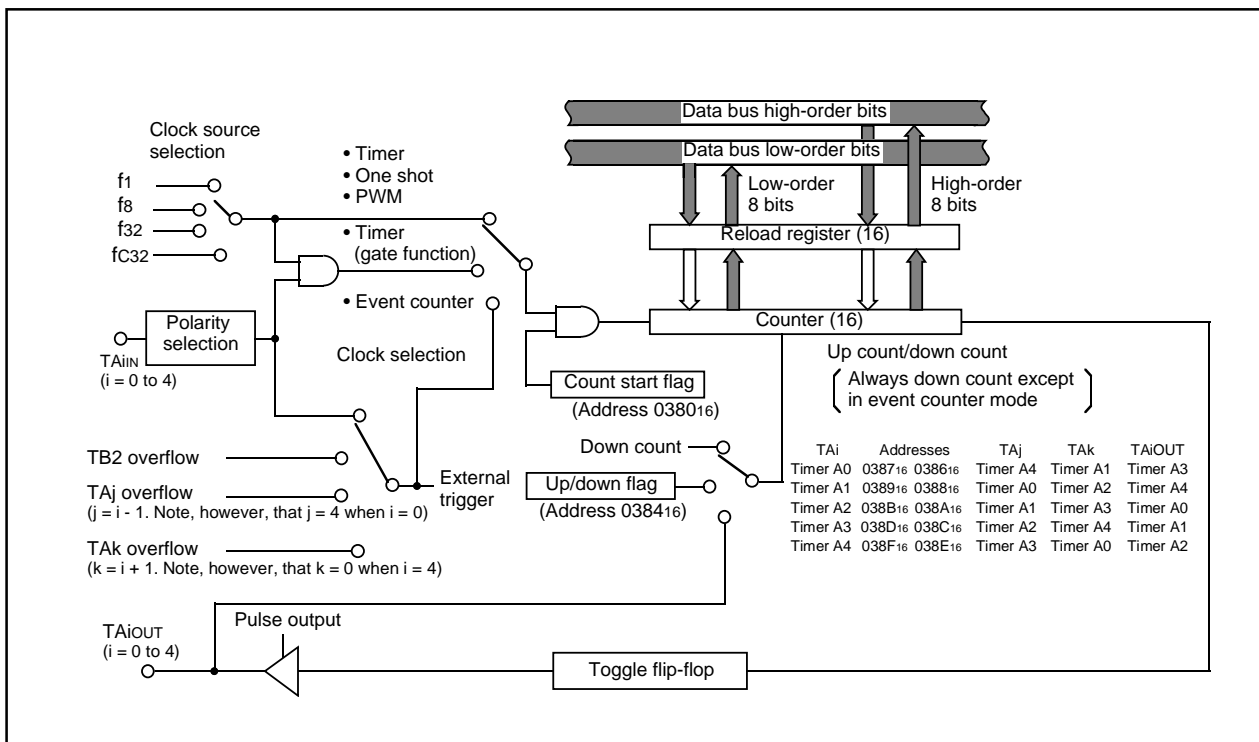 Clock source
selection
f1
f8
f32
fC32
• Timer
• One shot
• PWM
• Timer
(gate function)
• Event counter
Data bus high-order bits
Data bus low-order bits
Low-order
8 bits
High-order
8 bits
Reload register (16)
Counter (16)
Polarity
selection
TAiIN
(i = 0 to 4)
Clock selection
Count start flag
(Address 038016)
Up count/down count
Always down count except
in event counter mode
TB2 overflow
TAj overflow
(j = i - 1. Note, however, that j = 4 when i = 0)
TAk overflow
(k = i + 1. Note, however, that k = 0 when i = 4)
External
trigger
Down count
Up/down flag
(Address 038416)
TAi Addresses TAj TAk TAiOUT
Timer A0 038716 038616 Timer A4 Timer A1 Timer A3
Timer A1 038916 038816 Timer A0 Timer A2 Timer A4
Timer A2 038B16 038A16 Timer A1 Timer A3 Timer A0
Timer A3 038D16 038C16 Timer A2 Timer A4 Timer A1
Timer A4 038F16 038E16 Timer A3 Timer A0 Timer A2
TAiOUT
(i = 0 to 4)
Pulse output
Toggle flip-flop